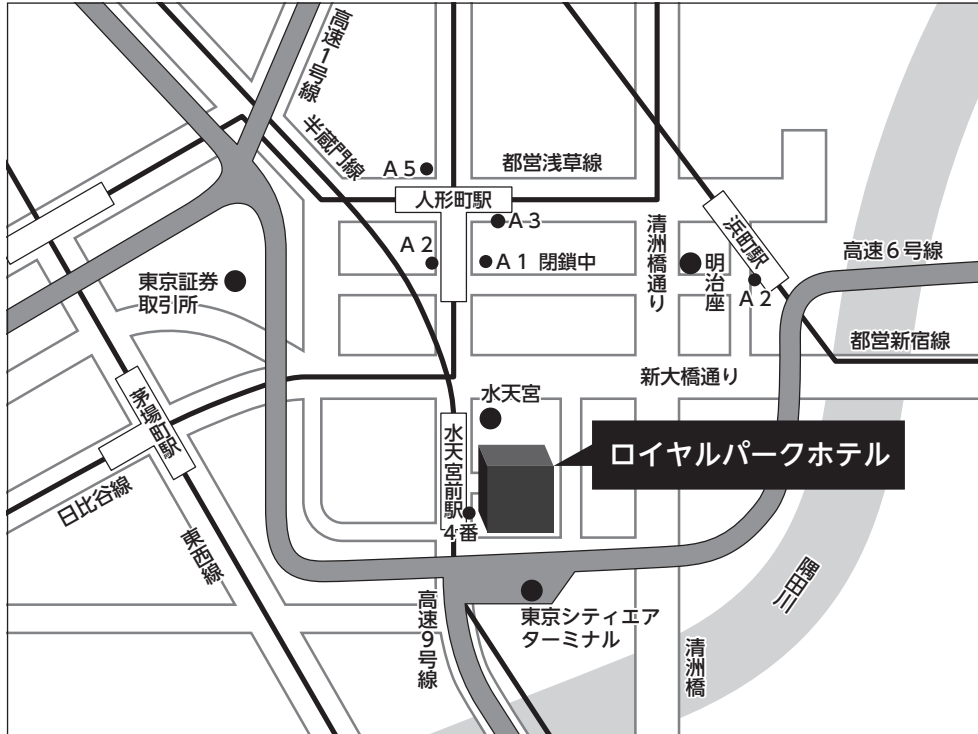 高速1号線
半蔵門線
A5
都営浅草線
人形町駅
A3
A2
A1 閉鎖中
清洲橋通り
明治座
浜町駅
A2
高速6号線
東京証券
取引所
都営新宿線
新大橋通り
水天宮
茅場町駅
水天宮前駅
4番
ロイヤルパークホテル
日比谷線
東西線
高速9号線
東京シティエア
ターミナル
隅田川
清洲橋